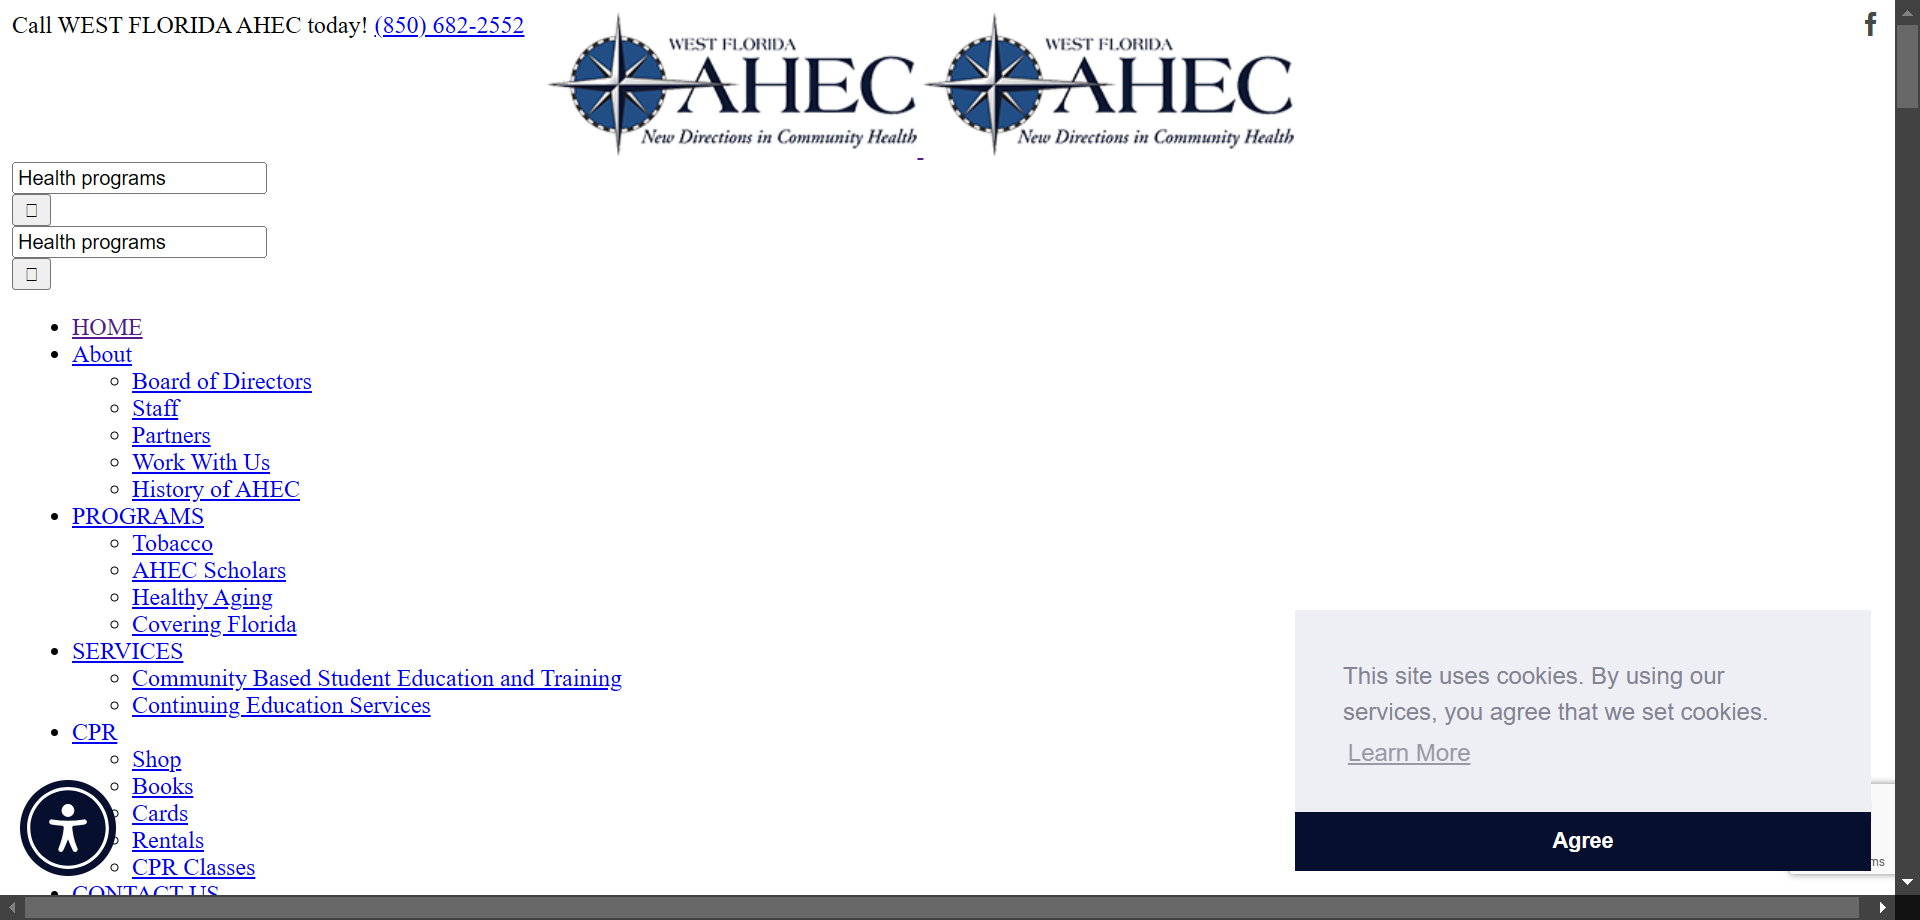 Call WEST FLORIDA AHEC today! (850) 682-2552
WEST FLORIDA
AHEC
New Directions in Community Health
WEST FLORIDA
AHEC
New Directions in Community Health
Health programs
Health programs
HOME
About
Board of Directors
Staff
Partners
Work With Us
History of AHEC
PROGRAMS
Tobacco
AHEC Scholars
Healthy Aging
Covering Florida
SERVICES
Community Based Student Education and Training
Continuing Education Services
CPR
Shop
Books
Cards
Rentals
CPR Classes
CONTACT US
This site uses cookies. By using our
services, you agree that we set cookies.
Learn More
Agree